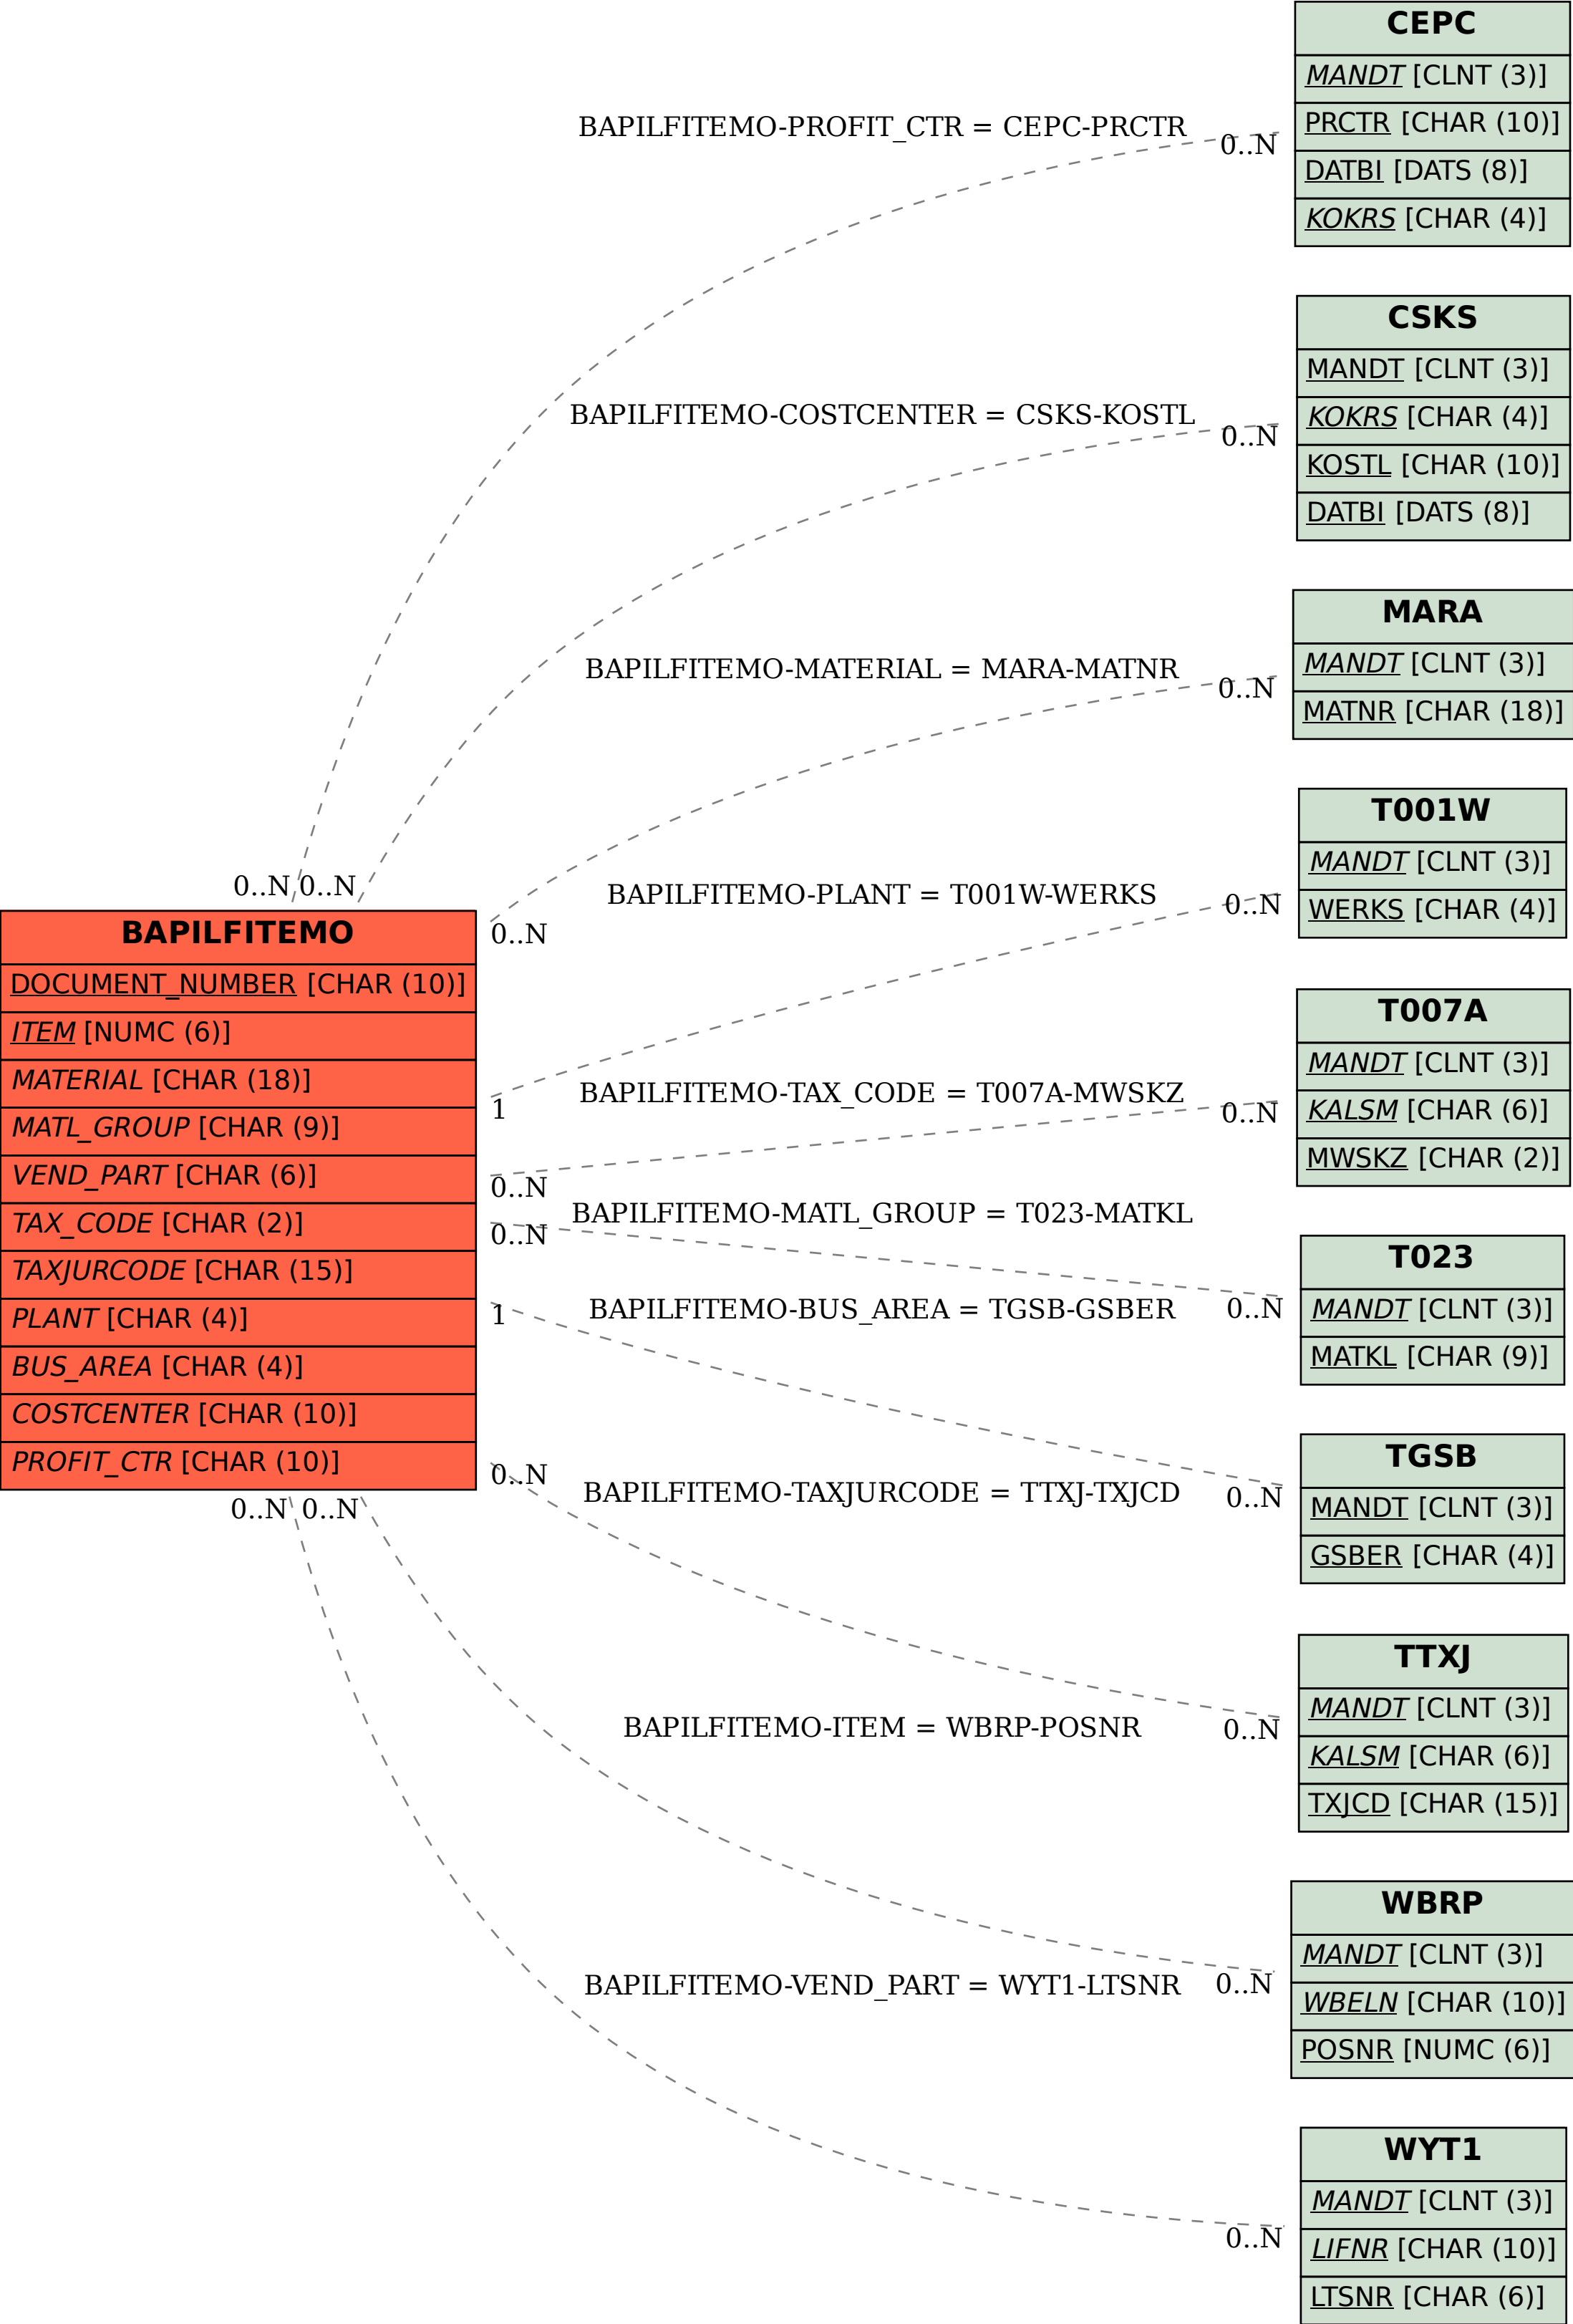 CEPC
MANDT [CLNT (3)]
PRCTR [CHAR (10)]
DATBI [DATS (8)]
KOKRS [CHAR (4)]
BAPILFITEMO-PROFIT_CTR = CEPC-PRCTR
0..N
CSKS
MANDT [CLNT (3)]
KOKRS [CHAR (4)]
KOSTL [CHAR (10)]
DATBI [DATS (8)]
BAPILFITEMO-COSTCENTER = CSKS-KOSTL
0..N
MARA
MANDT [CLNT (3)]
MATNR [CHAR (18)]
BAPILFITEMO-MATERIAL = MARA-MATNR
0..N
T001W
MANDT [CLNT (3)]
WERKS [CHAR (4)]
BAPILFITEMO-PLANT = T001W-WERKS
0..N
0..N 0..N
BAPILFITEMO
DOCUMENT_NUMBER [CHAR (10)]
ITEM [NUMC (6)]
MATERIAL [CHAR (18)]
MATL_GROUP [CHAR (9)]
VEND_PART [CHAR (6)]
TAX_CODE [CHAR (2)]
TAXJURCODE [CHAR (15)]
PLANT [CHAR (4)]
BUS_AREA [CHAR (4)]
COSTCENTER [CHAR (10)]
PROFIT_CTR [CHAR (10)]
0..N 0..N
0..N
1
0..N
0..N
1
0..N
T007A
MANDT [CLNT (3)]
KALSM [CHAR (6)]
MWSKZ [CHAR (2)]
BAPILFITEMO-TAX_CODE = T007A-MWSKZ
0..N
BAPILFITEMO-MATL_GROUP = T023-MATKL
T023
MANDT [CLNT (3)]
MATKL [CHAR (9)]
0..N
BAPILFITEMO-BUS_AREA = TGSB-GSBER
TGSB
MANDT [CLNT (3)]
GSBER [CHAR (4)]
0..N
BAPILFITEMO-TAXJURCODE = TTXJ-TXJCD
TTXJ
MANDT [CLNT (3)]
KALSM [CHAR (6)]
TXJCD [CHAR (15)]
0..N
BAPILFITEMO-ITEM = WBRP-POSNR
WBRP
MANDT [CLNT (3)]
WBELN [CHAR (10)]
POSNR [NUMC (6)]
0..N
BAPILFITEMO-VEND_PART = WYT1-LTSNR
WYT1
MANDT [CLNT (3)]
LIFNR [CHAR (10)]
LTSNR [CHAR (6)]
0..N